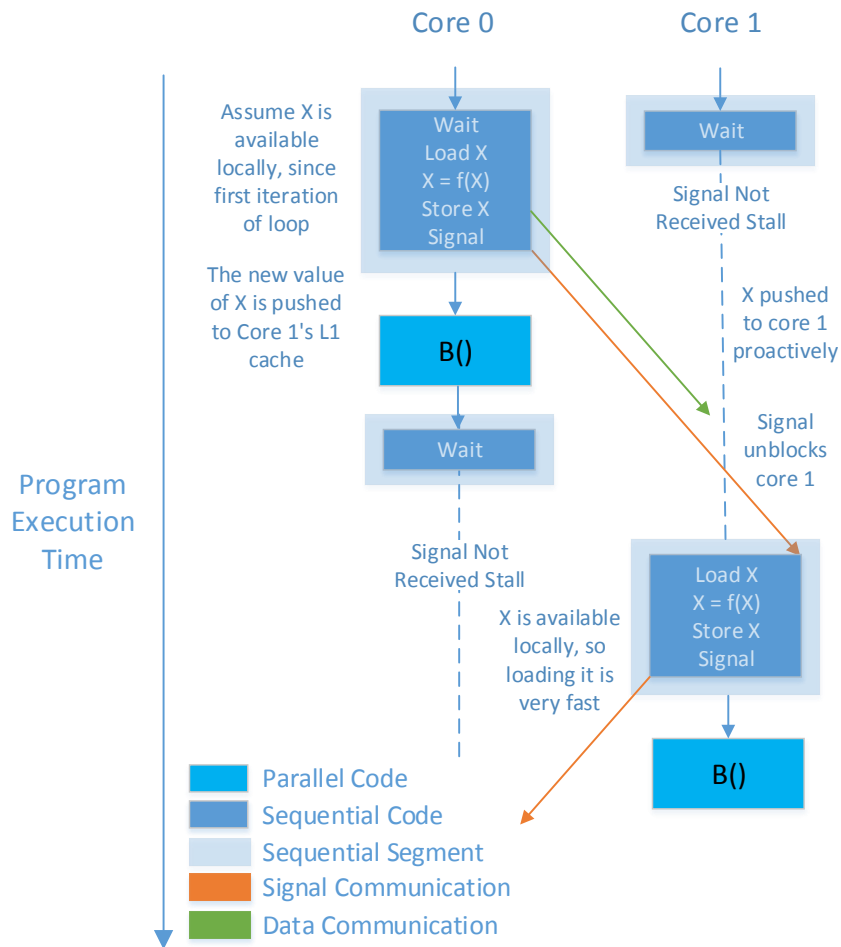 Core 0
Core 1
Assume X is
available
locally, since
first iteration
of loop
Wait
Load X
X = f(X)
Store X
Signal
Wait
Signal Not
Received Stall
The new value
of X is pushed
to Core 1's L1
cache
B()
X pushed
to core 1
proactively
Wait
Signal
unblocks
core 1
Program
Execution
Time
Signal Not
Received Stall
Load X
X = f(X)
Store X
Signal
X is available
locally, so
loading it is
very fast
B()
Parallel Code
Sequential Code
Sequential Segment
Signal Communication
Data Communication